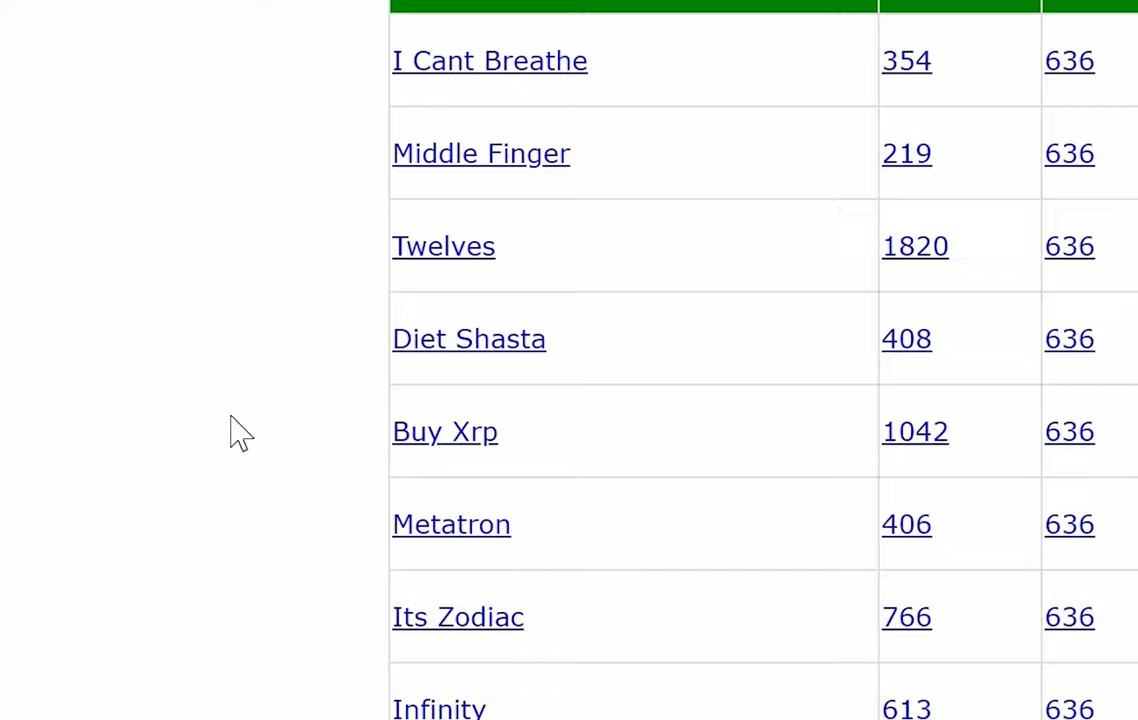 I Cant Breathe 354 636
Middle Finger 219 636
Twelves 1820 636
Diet Shasta 408 636
Buy Xrp 1042 636
Metatron 406 636
Its Zodiac 766 636
Infinity 613 636